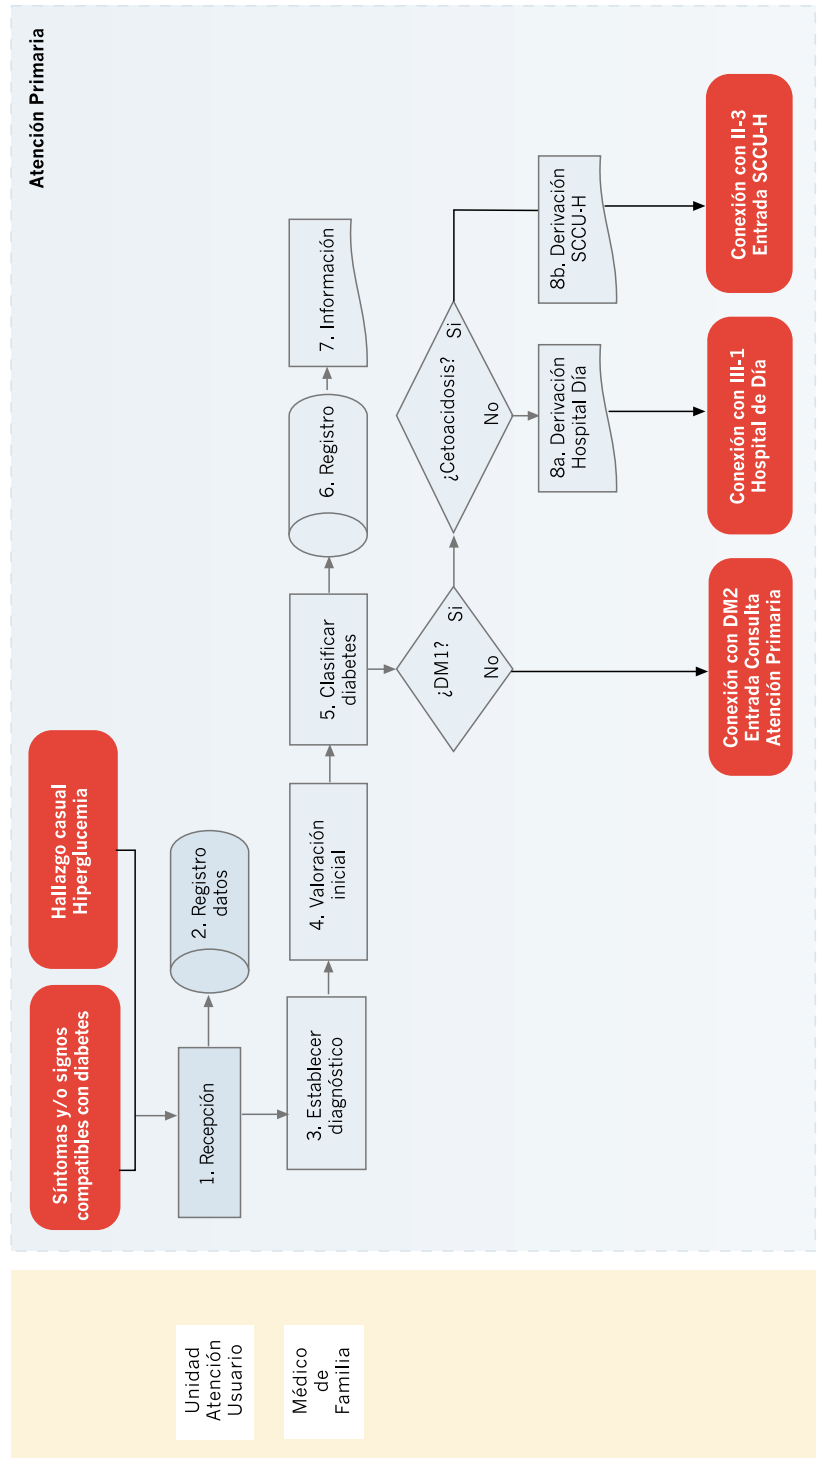 Atención Primaria
Síntomas y/o signos
compatibles con diabetes
Hallazgo casual
Hiperglucemia
Unidad
Atención
Usuario
1. Recepción
2. Registro
datos
Médico
de
Familia
3. Establecer
diagnóstico
4. Valoración
inicial
5. Clasificar
diabetes
6. Registro
7. Información
¿DM1?
Si
No
¿Cetoacidosis?
Si
No
8a. Derivación
Hospital Día
8b. Derivación
SCCU-H
Conexión con DM2
Entrada Consulta
Atención Primaria
Conexión con III-1
Hospital de Día
Conexión con II-3
Entrada SCCU-H